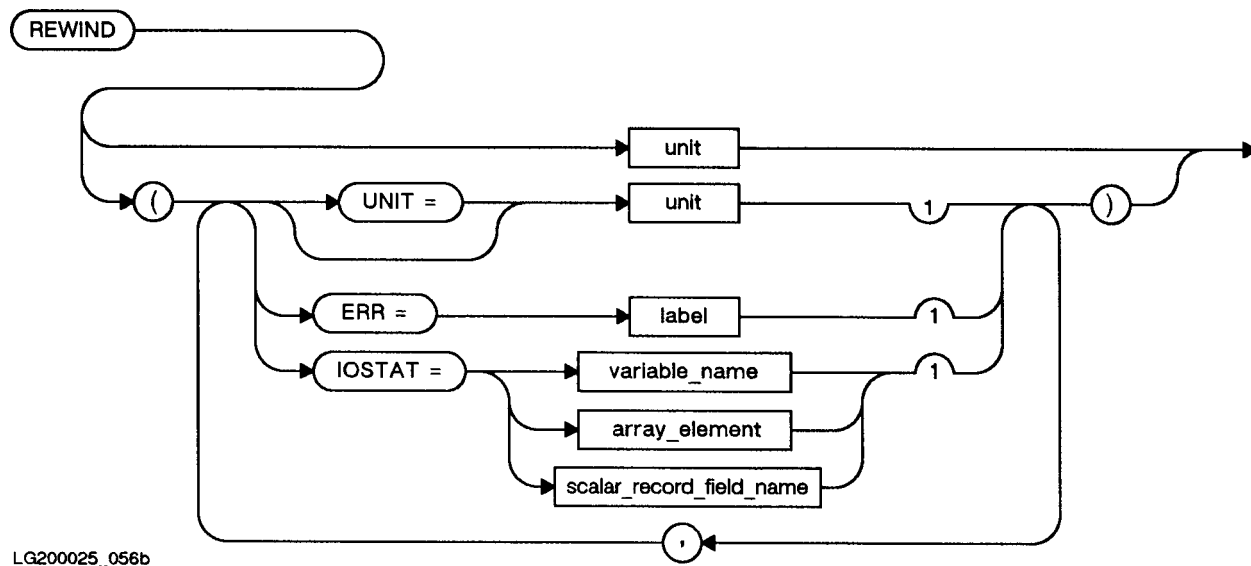 REWIND
unit
( UNIT = unit 1 )
ERR = label 1
IOSTAT = variable_name 1
array_element
scalar_record_field_name
,
LG200025_056b